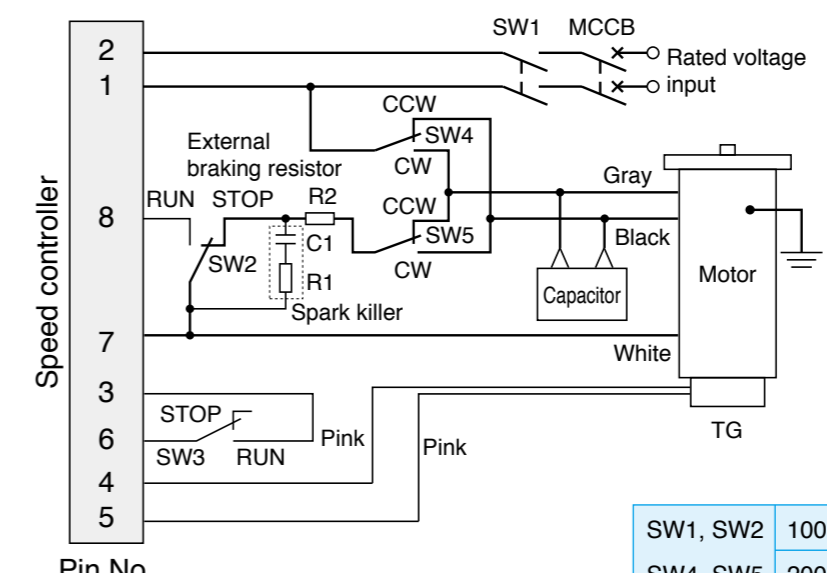 SW1 MCCB
2
Rated voltage
input
1
CCW
SW4
External
braking resistor
CW
Gray
RUN STOP R2
CCW
8
SW5
Black
C1
SW2
CW
R1
Capacitor
Motor
Spark killer
Speed controller
7
White
3
STOP
6
Pink
Pink
TG
SW3 RUN
4
5
SW1, SW2 100
Pin No